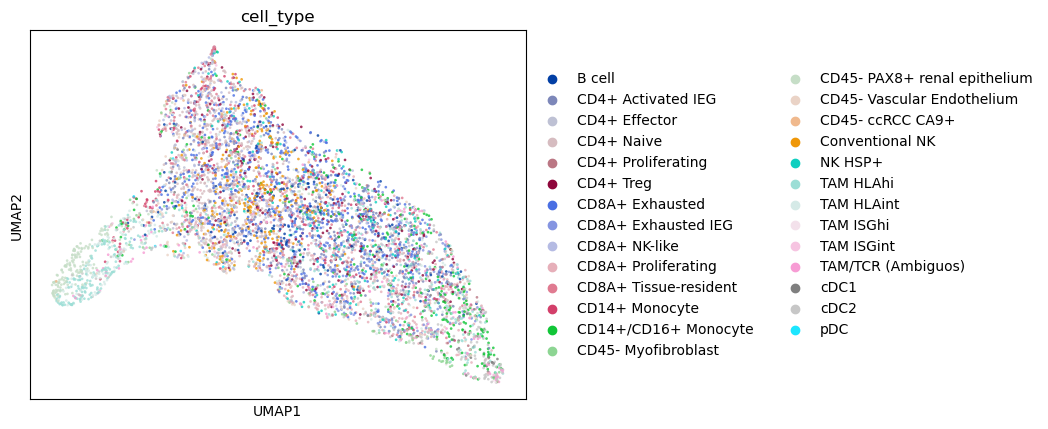 cell_type
UMAP2
UMAP1
B cell
CD4+ Activated IEG
CD4+ Effector
CD4+ Naive
CD4+ Proliferating
CD4+ Treg
CD8A+ Exhausted
CD8A+ Exhausted IEG
CD8A+ NK-like
CD8A+ Proliferating
CD8A+ Tissue-resident
CD14+ Monocyte
CD14+/CD16+ Monocyte
CD45- Myofibroblast
CD45- PAX8+ renal epithelium
CD45- Vascular Endothelium
CD45- ccRCC CA9+
Conventional NK
NK HSP+
TAM HLAhi
TAM HLAint
TAM ISGhi
TAM ISGint
TAM/TCR (Ambiguos)
cDC1
cDC2
pDC